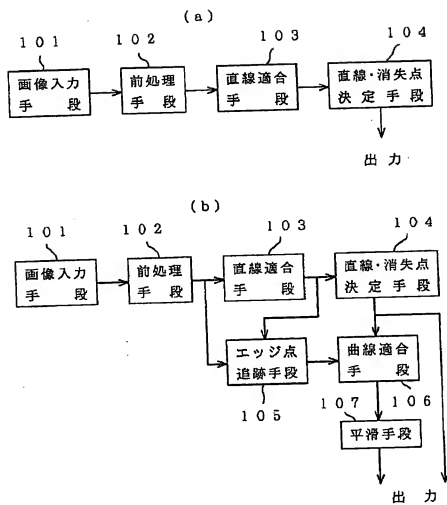 (a)
101
102
103
104
画像入力
手段
前処理
手段
直線適合
手段
直線・消失点
決定手段
出力
(b)
101
102
103
104
画像入力
手段
前処理
手段
直線適合
手段
直線・消失点
決定手段
エッジ点
追跡手段
曲線適合
手段
105
107
106
平滑手段
出力